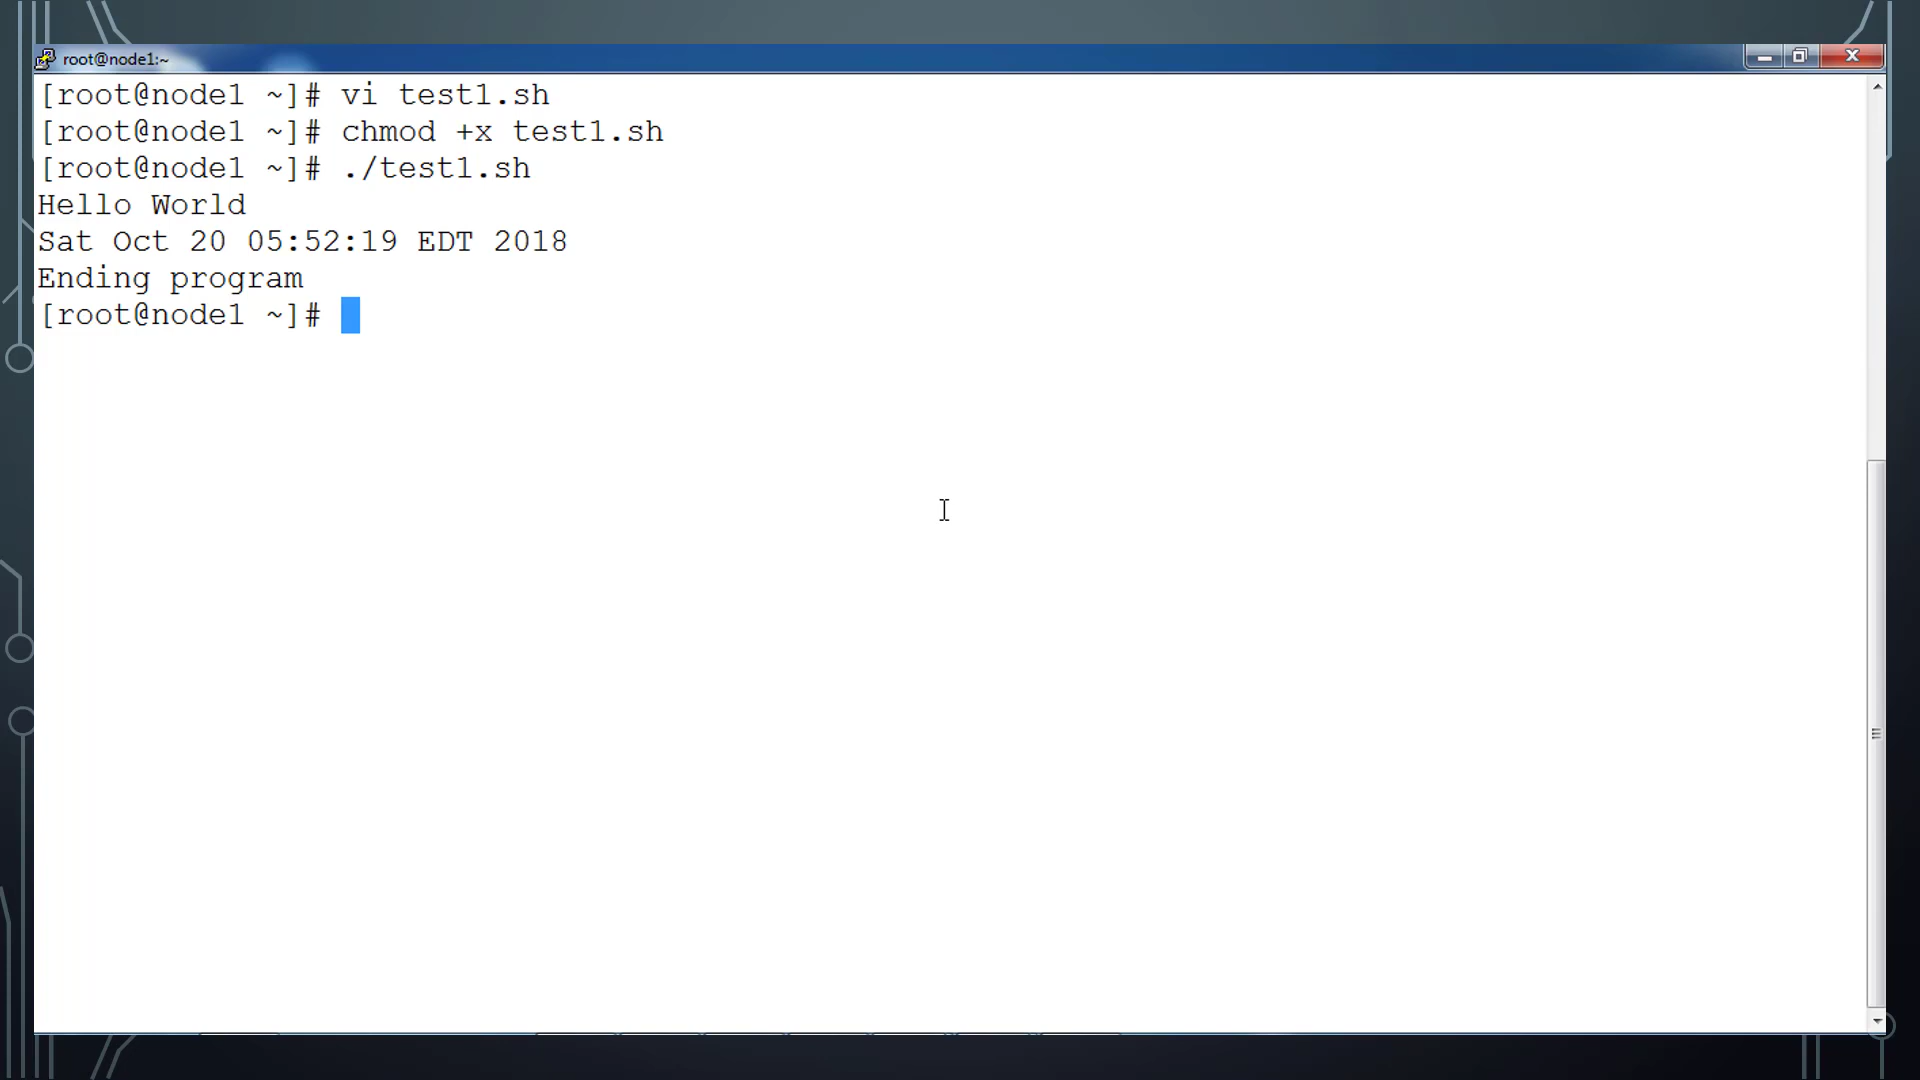 root@node1:~
[root@node1 ~]# vi test1.sh
[root@node1 ~]# chmod +x test1.sh
[root@node1 ~]# ./test1.sh
Hello World
Sat Oct 20 05:52:19 EDT 2018
Ending program
[root@node1 ~]#